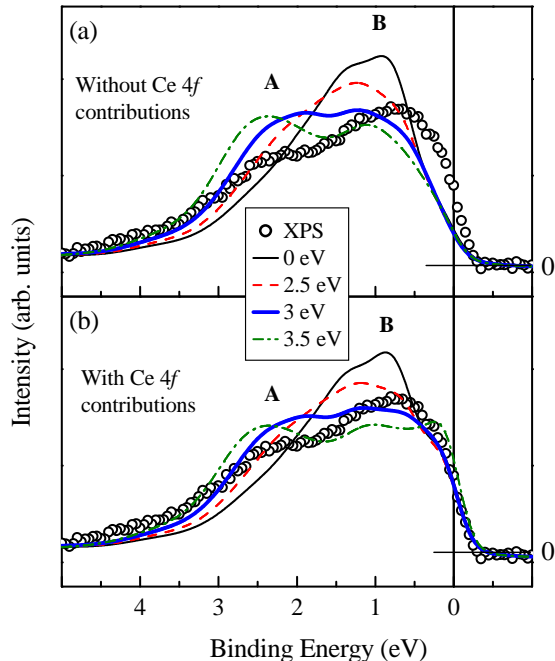 (a)
B
A
Without Ce 4f
contributions
0
XPS
0 eV
2.5 eV
3 eV
3.5 eV
(b)
B
A
With Ce 4f
contributions
0
Intensity (arb. units)
4 3 2 1 0
Binding Energy (eV)